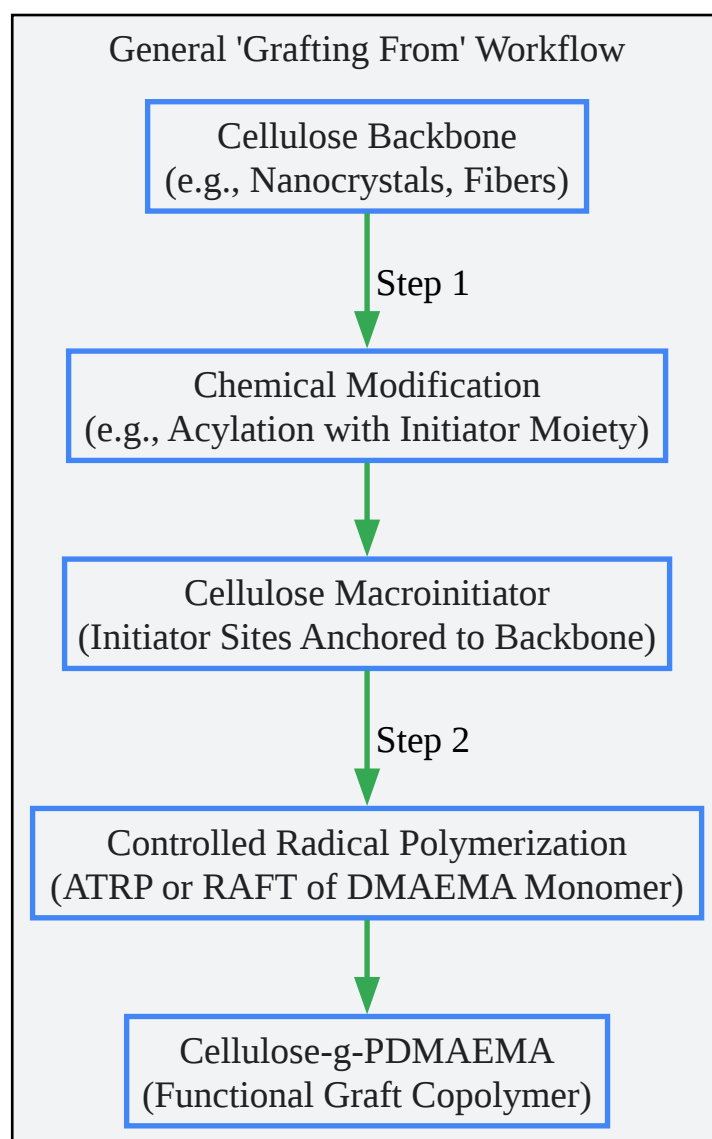 General 'Grafting From' Workflow
Cellulose Backbone
(e.g., Nanocrystals, Fibers)
Step 1
Chemical Modification
(e.g., Acylation with Initiator Moiety)
Cellulose Macroinitiator
(Initiator Sites Anchored to Backbone)
Step 2
Controlled Radical Polymerization
(ATRP or RAFT of DMAEMA Monomer)
Cellulose-g-PDMAEMA
(Functional Graft Copolymer)